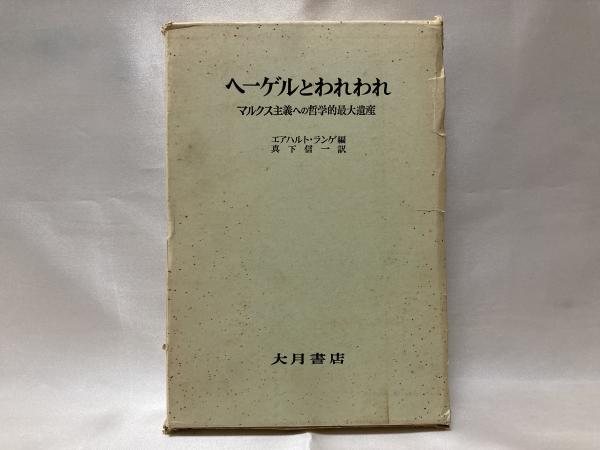 ヘーゲルとわれわれ
マルクス主義への哲学的最大遺産
エアハルト・ランゲ編
真下信一訳
大月書店